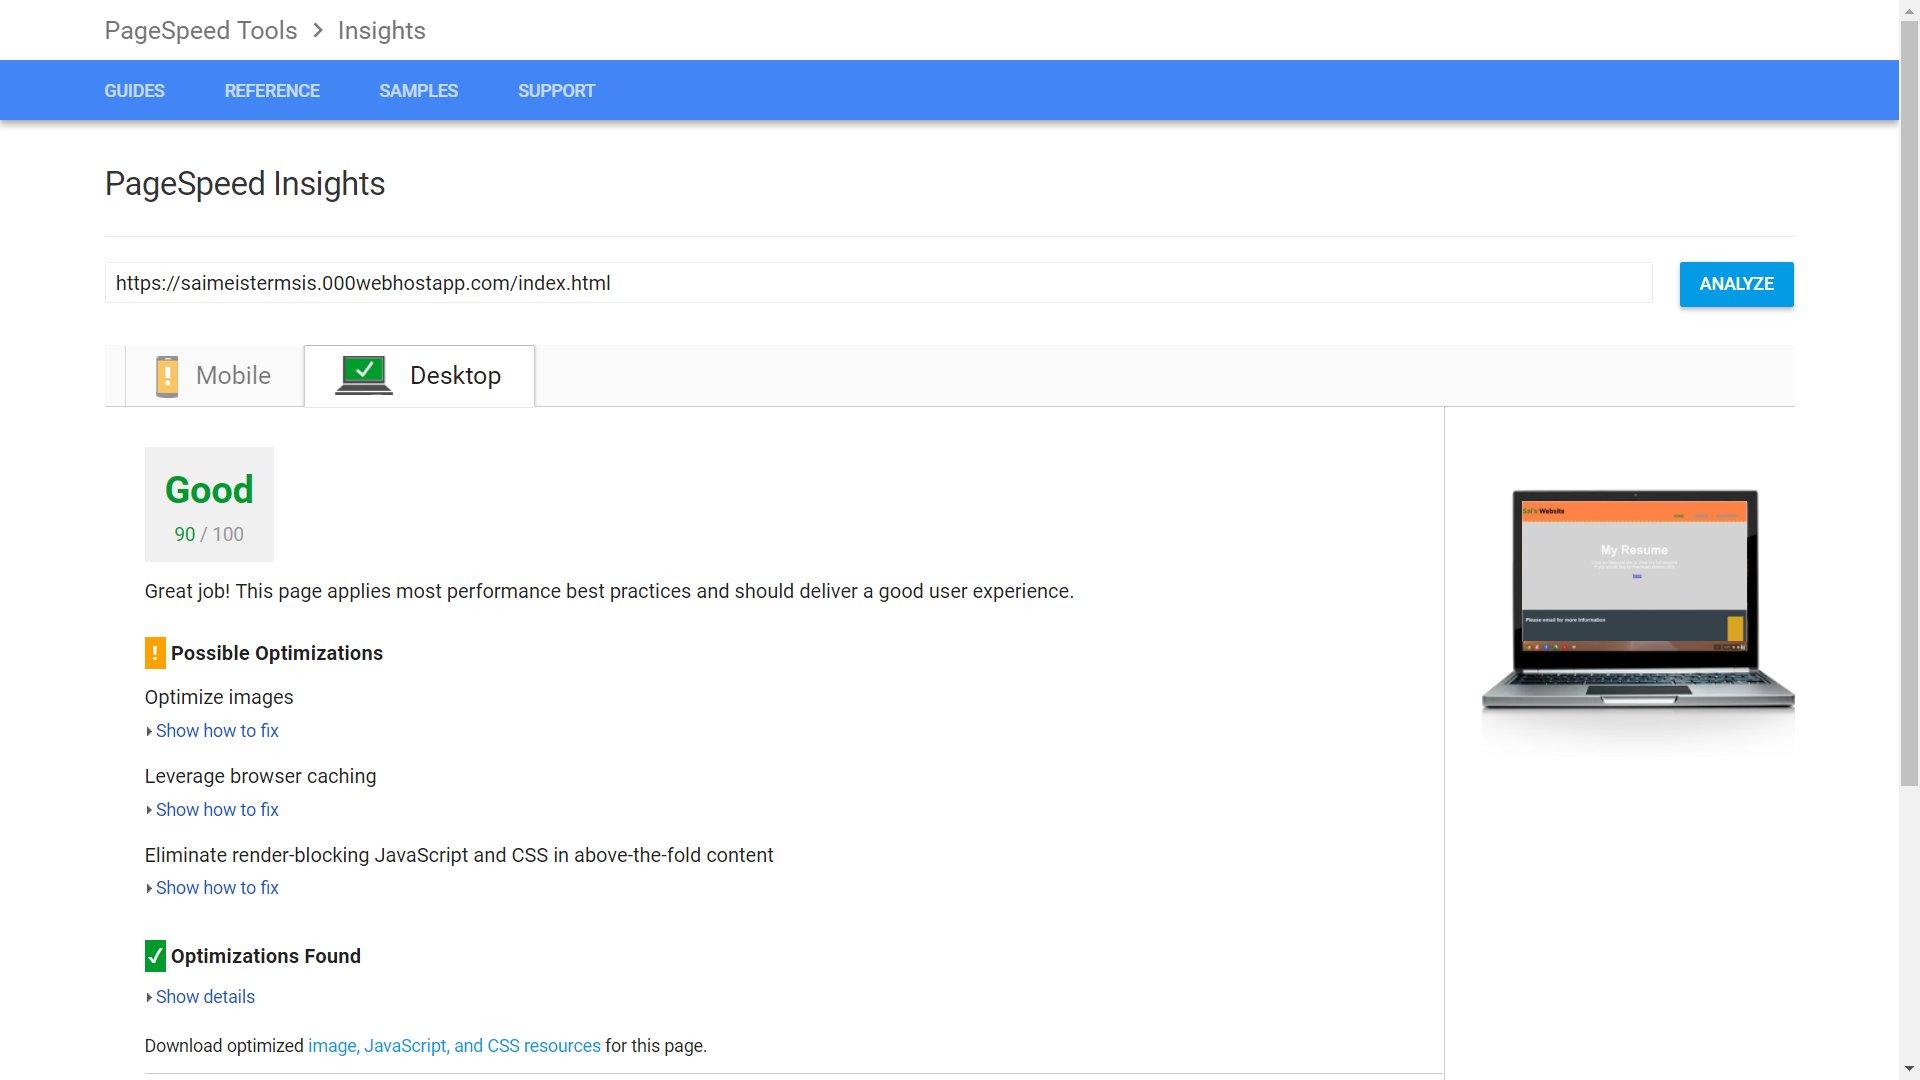 PageSpeed Tools > Insights
GUIDES REFERENCE SAMPLES SUPPORT
PageSpeed Insights
https://saimeistermsis.000webhostapp.com/index.html
ANALYZE
Mobile Desktop
Good
90 / 100
Great job! This page applies most performance best practices and should deliver a good user experience.
! Possible Optimizations
Optimize images
Show how to fix
Leverage browser caching
Show how to fix
Eliminate render-blocking JavaScript and CSS in above-the-fold content
Show how to fix
Optimizations Found
Show details
Download optimized image, JavaScript, and CSS resources for this page.
Sai's Website
My Resume
here
Please email for more information